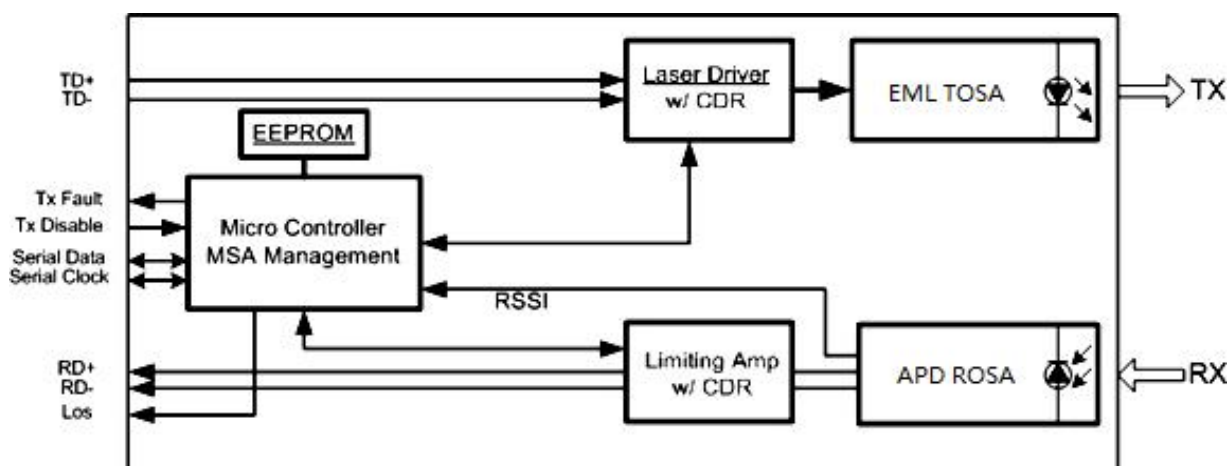 TD+
TD-
Laser Driver
w/ CDR
EML TOSA
TX
EEPROM
Tx Fault
Tx Disable
Serial Data
Serial Clock
Micro Controller
MSA Management
RSSI
RD+
RD-
Los
Limiting Amp
w/ CDR
APD ROSA
RX